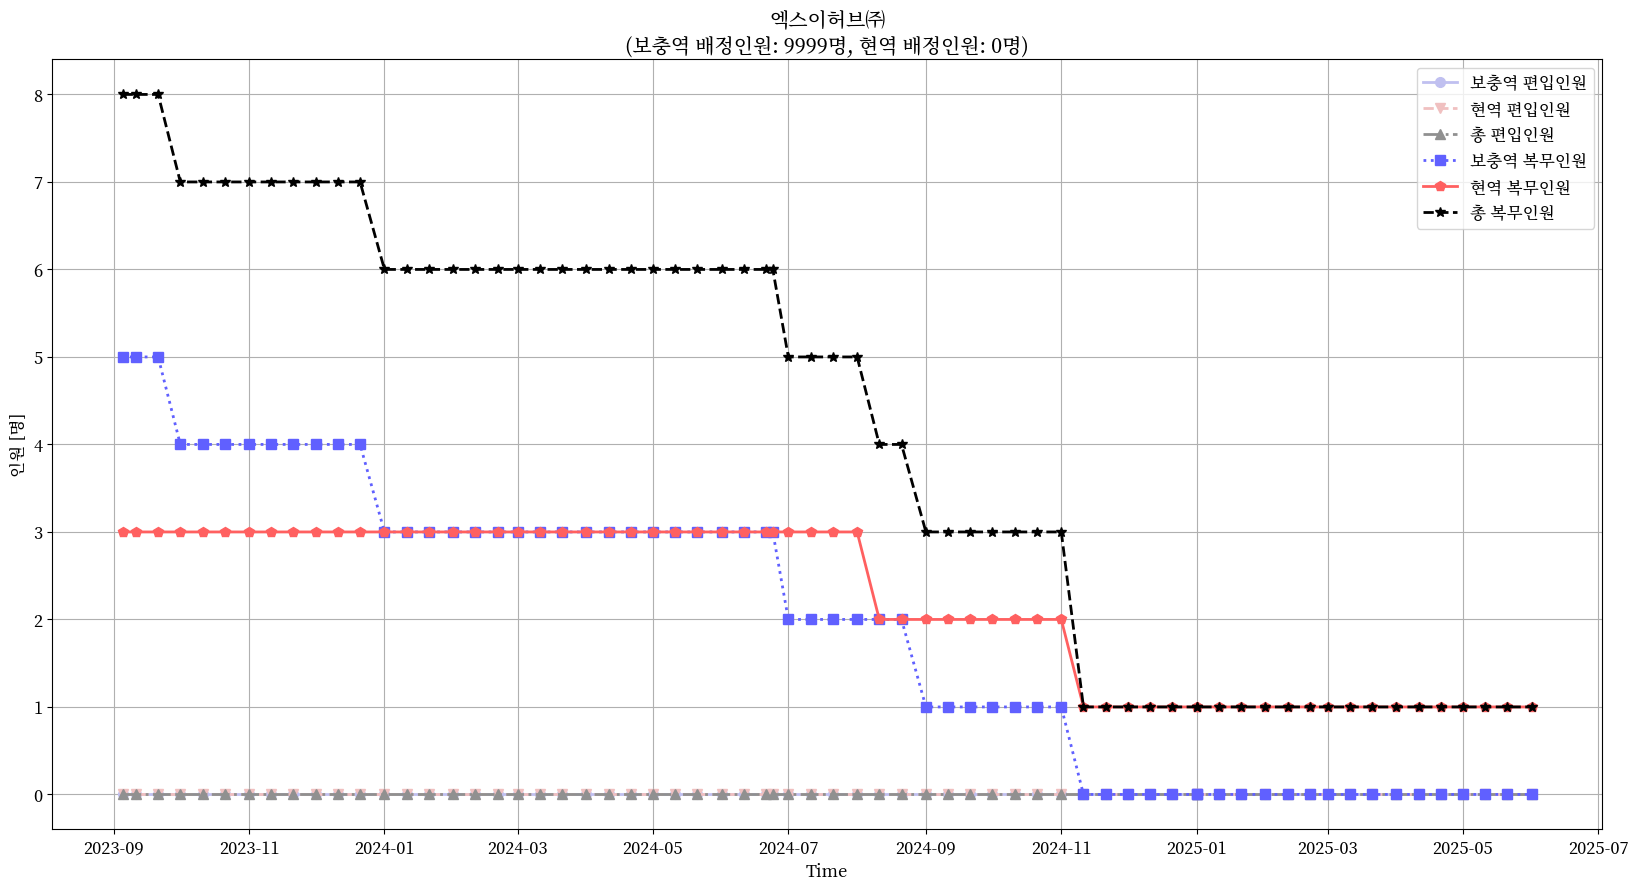 엑스이허브㈜
(보충역 배정인원: 9999명, 현역 배정인원: 0명)
보충역 편입인원
현역 편입인원
총 편입인원
보충역 복무인원
현역 복무인원
총 복무인원
인원 [명]
8
7
6
5
4
3
2
1
0
2023-09
2023-11
2024-01
2024-03
2024-05
2024-07
2024-09
2024-11
2025-01
2025-03
2025-05
2025-07
Time